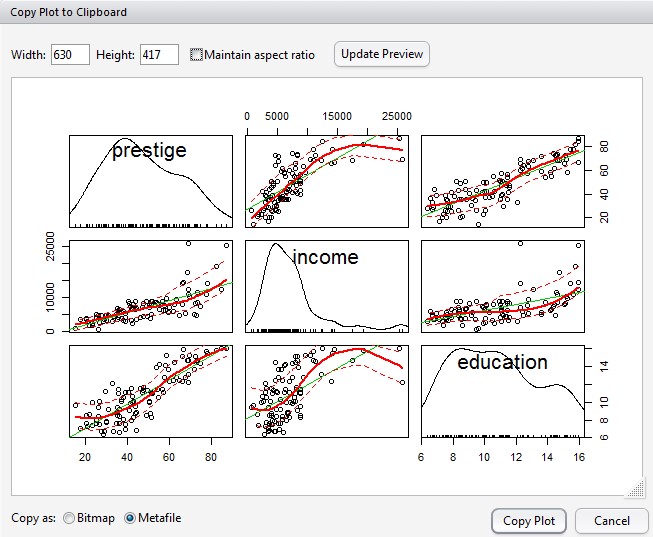 Copy Plot to Clipboard
Width: 630 Height: 417 Maintain aspect ratio Update Preview
0 5000 15000 25000
prestige
20 40 60 80
0 10000 25000
income
education
6 8 10 14
20 40 60 80
6 8 10 12 14 16
Copy as: Bitmap Metafile
Copy Plot Cancel